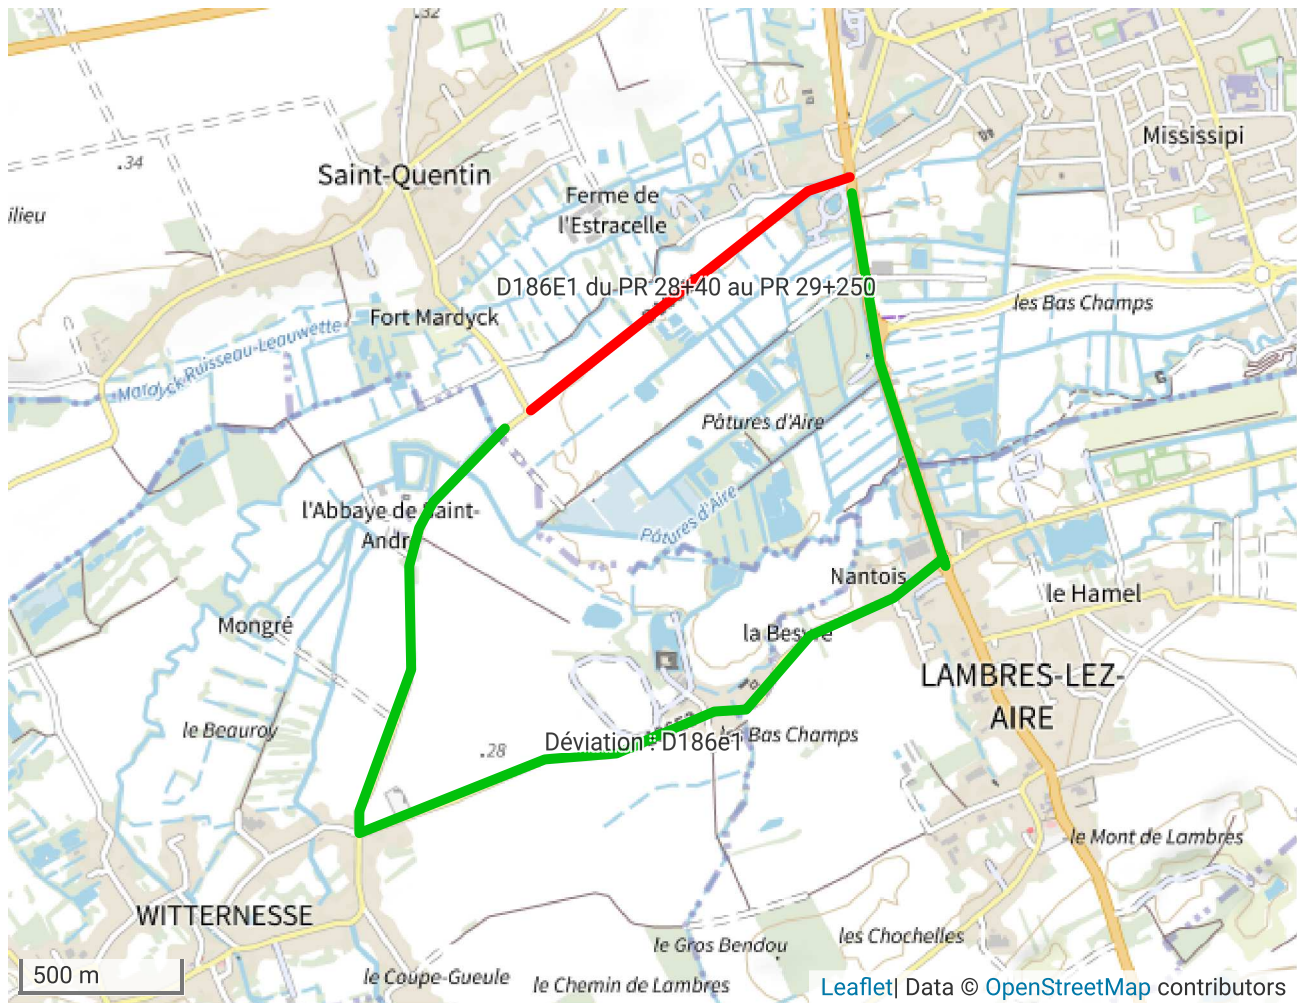 .32
Mississipi
.34
Saint-Quentin
ilieu
Ferme de
l'Estracelle
D186E1 du PR 28+40 au PR 29+250
les Bas Champs
Fort Mardyck
Mardyck Ruisseau-Leauwette
Pâtures d'Aire
Pâtures d'Aire
l'Abbaye de Saint-
André
Nantois
le Hamel
Mongré
la Besvre
LAMBRES-LEZ-
AIRE
le Beauroy
.28
Déviation : D186e1
les Bas Champs
le Mont de Lambres
WITTERNESSE
le Gros Bendou
les Chochelles
500 m
le Coupe-Gueule
le Chemin de Lambres
Leaflet| Data © OpenStreetMap contributors